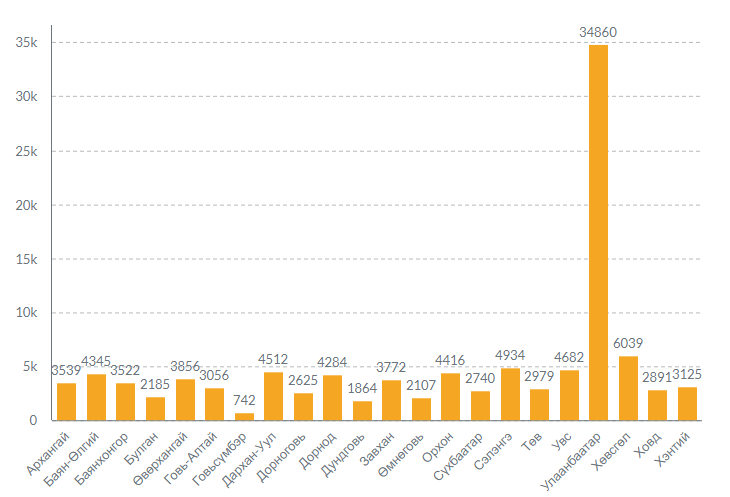 35k
30k
25k
20k
15k
10k
5k
0
3539
4345
3522
2185
3856
3056
742
4512
2625
4284
1864
3772
2107
4416
2740
4934
2979
4682
34860
6039
2891
3125
Архангай
Баян-Өлгий
Баянхонгор
Булган
Өвөрхангай
Говь-Алтай
Говьсүмбэр
Дархан-Уул
Дорноговь
Дорнод
Дундговь
Завхан
Өмнөговь
Орхон
Сүхбаатар
Сэлэнгэ
Төв
Увс
Улаанбаатар
Хөвсгөл
Ховд
Хэнтий